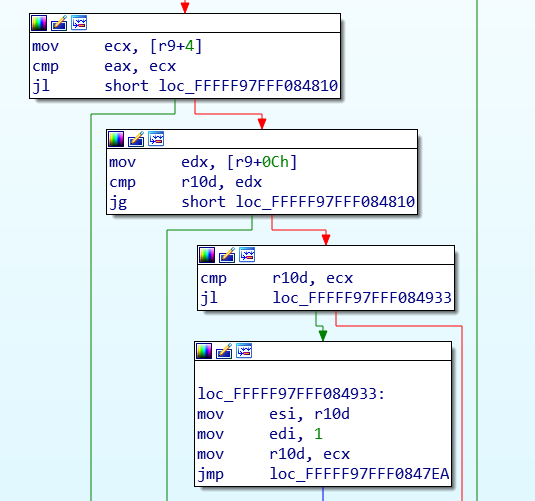 mov ecx, [r9+4]
cmp eax, ecx
jl short loc_FFFFF97FFF084810
mov edx, [r9+0Ch]
cmp r10d, edx
jg short loc_FFFFF97FFF084810
cmp r10d, ecx
jl loc_FFFFF97FFF084933
loc_FFFFF97FFF084933:
mov esi, r10d
mov edi, 1
mov r10d, ecx
jmp loc_FFFFF97FFF0847EA